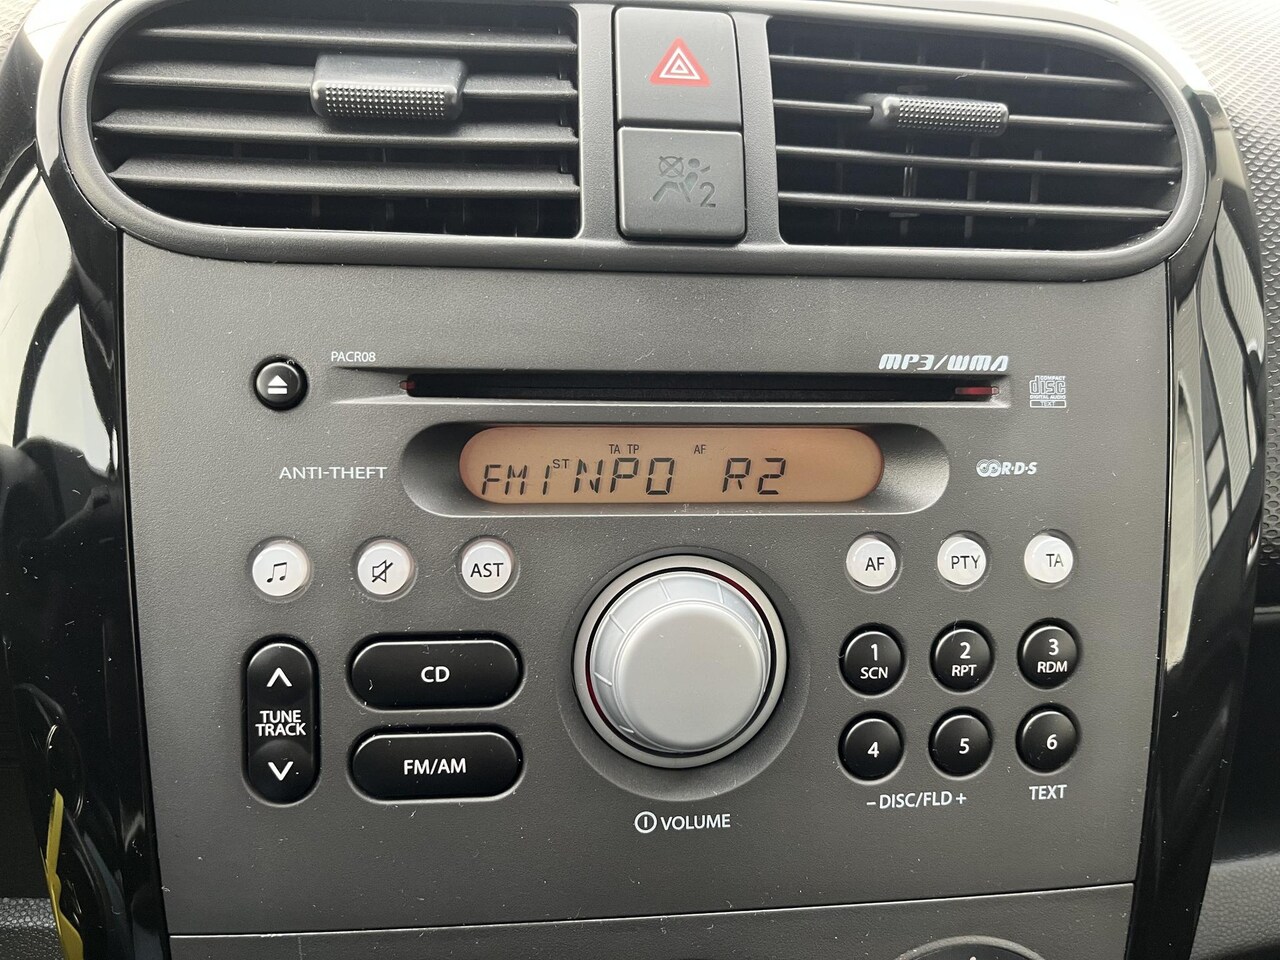 2
PACR08
MP3/WMA
COMPACT
disc
DIGITAL AUDIO
TEXT
ANTI-THEFT
TA TP AF
FM1 ST NPO R2
R·D·S
AST
AF
PTY
TA
1
SCN
2
RPT
3
RDM
CD
TUNE
TRACK
FM/AM
4
5
6
– DISC/FLD +
TEXT
VOLUME